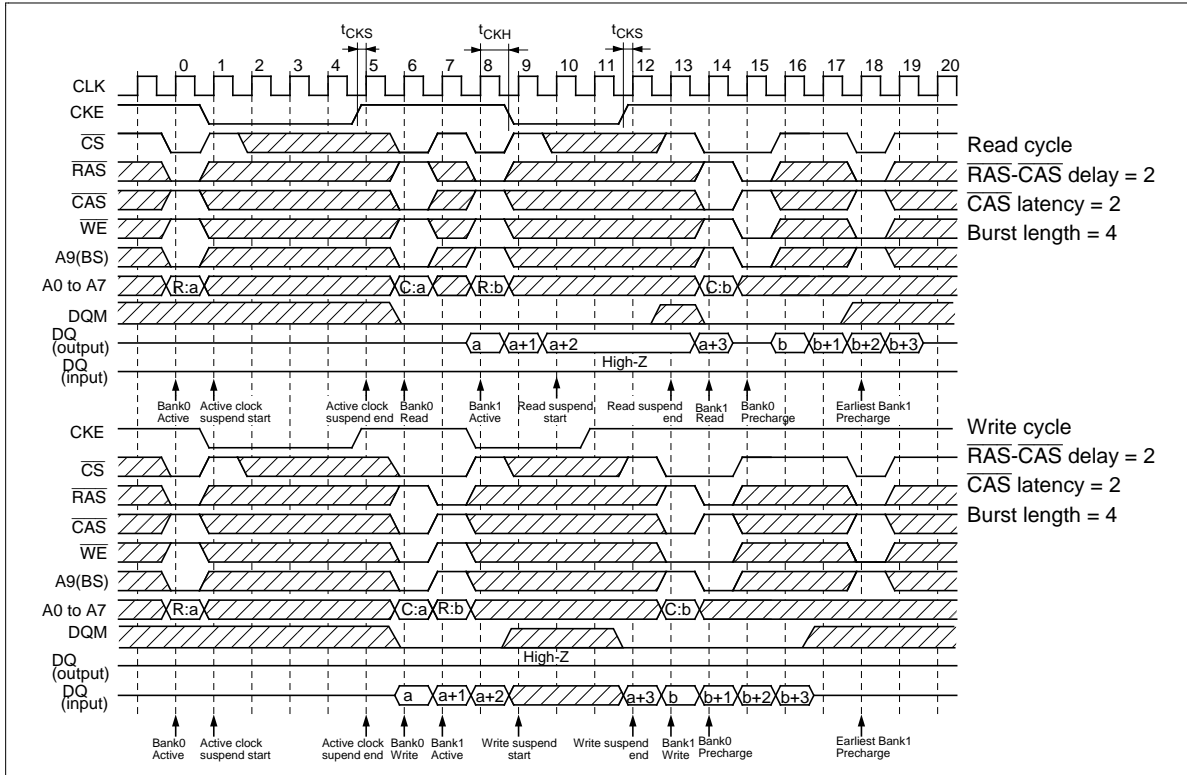 tCKS tCKH tCKS
0 1 2 3 4 5 6 7 8 9 10 11 12 13 14 15 16 17 18 19 20
CLK
CKE
CS
RAS
CAS
WE
A9(BS)
A0 to A7 R:a C:a R:b C:b
DQM
DQ (output) a a+1 a+2 a+3 b b+1 b+2 b+3
High-Z
DQ (input)
Bank0 Active
Active clock suspend start
Active clock suspend end
Bank0 Read
Bank1 Active
Read suspend start
Read suspend end
Bank1 Read
Bank0 Precharge
Earliest Bank1 Precharge
Read cycle
RAS-CAS delay = 2
CAS latency = 2
Burst length = 4
CKE
CS
RAS
CAS
WE
A9(BS)
A0 to A7 R:a C:a R:b C:b
DQM
High-Z
DQ (output)
DQ (input) a a+1 a+2 a+3 b b+1 b+2 b+3
Bank0 Active
Active clock suspend start
Active clock supend end
Bank0 Write
Bank1 Active
Write suspend start
Write suspend end
Bank1 Write
Bank0 Precharge
Earliest Bank1 Precharge
Write cycle
RAS-CAS delay = 2
CAS latency = 2
Burst length = 4